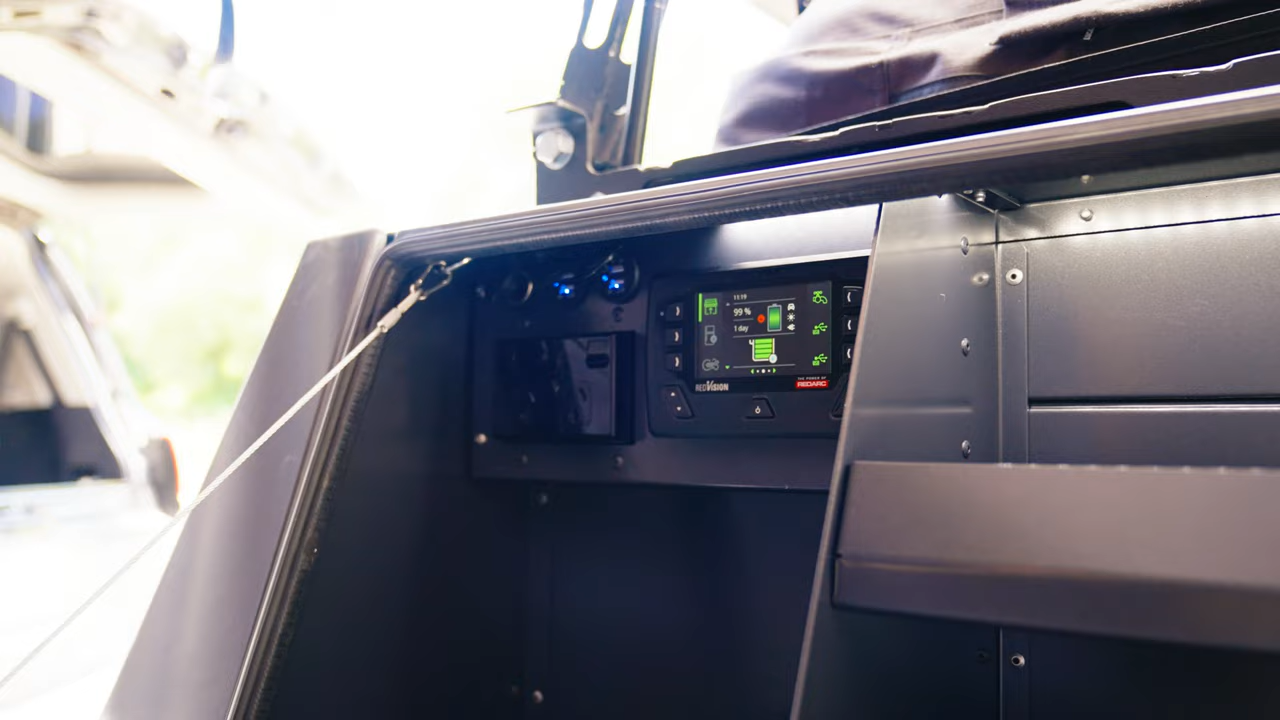 11:19
99 %
1 day
REDVISION
THE POWER OF
REDARC